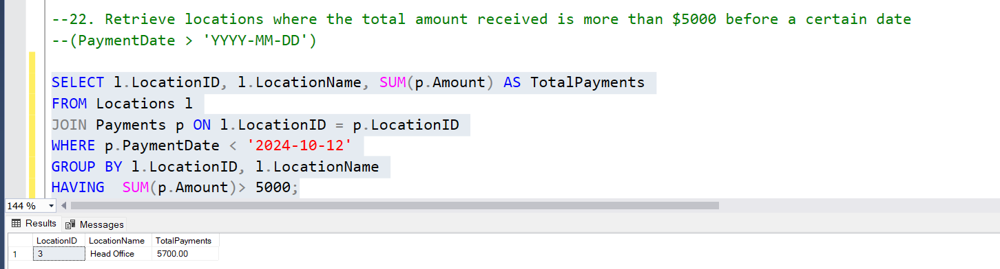 --22. Retrieve locations where the total amount received is more than $5000 before a certain date
--(PaymentDate > 'YYYY-MM-DD')
SELECT l.LocationID, l.LocationName, SUM(p.Amount) AS TotalPayments
FROM Locations l
JOIN Payments p ON l.LocationID = p.LocationID
WHERE p.PaymentDate < '2024-10-12'
GROUP BY l.LocationID, l.LocationName
HAVING  SUM(p.Amount)> 5000;
144 %
Results Messages
LocationID LocationName TotalPayments
1 3 Head Office 5700.00